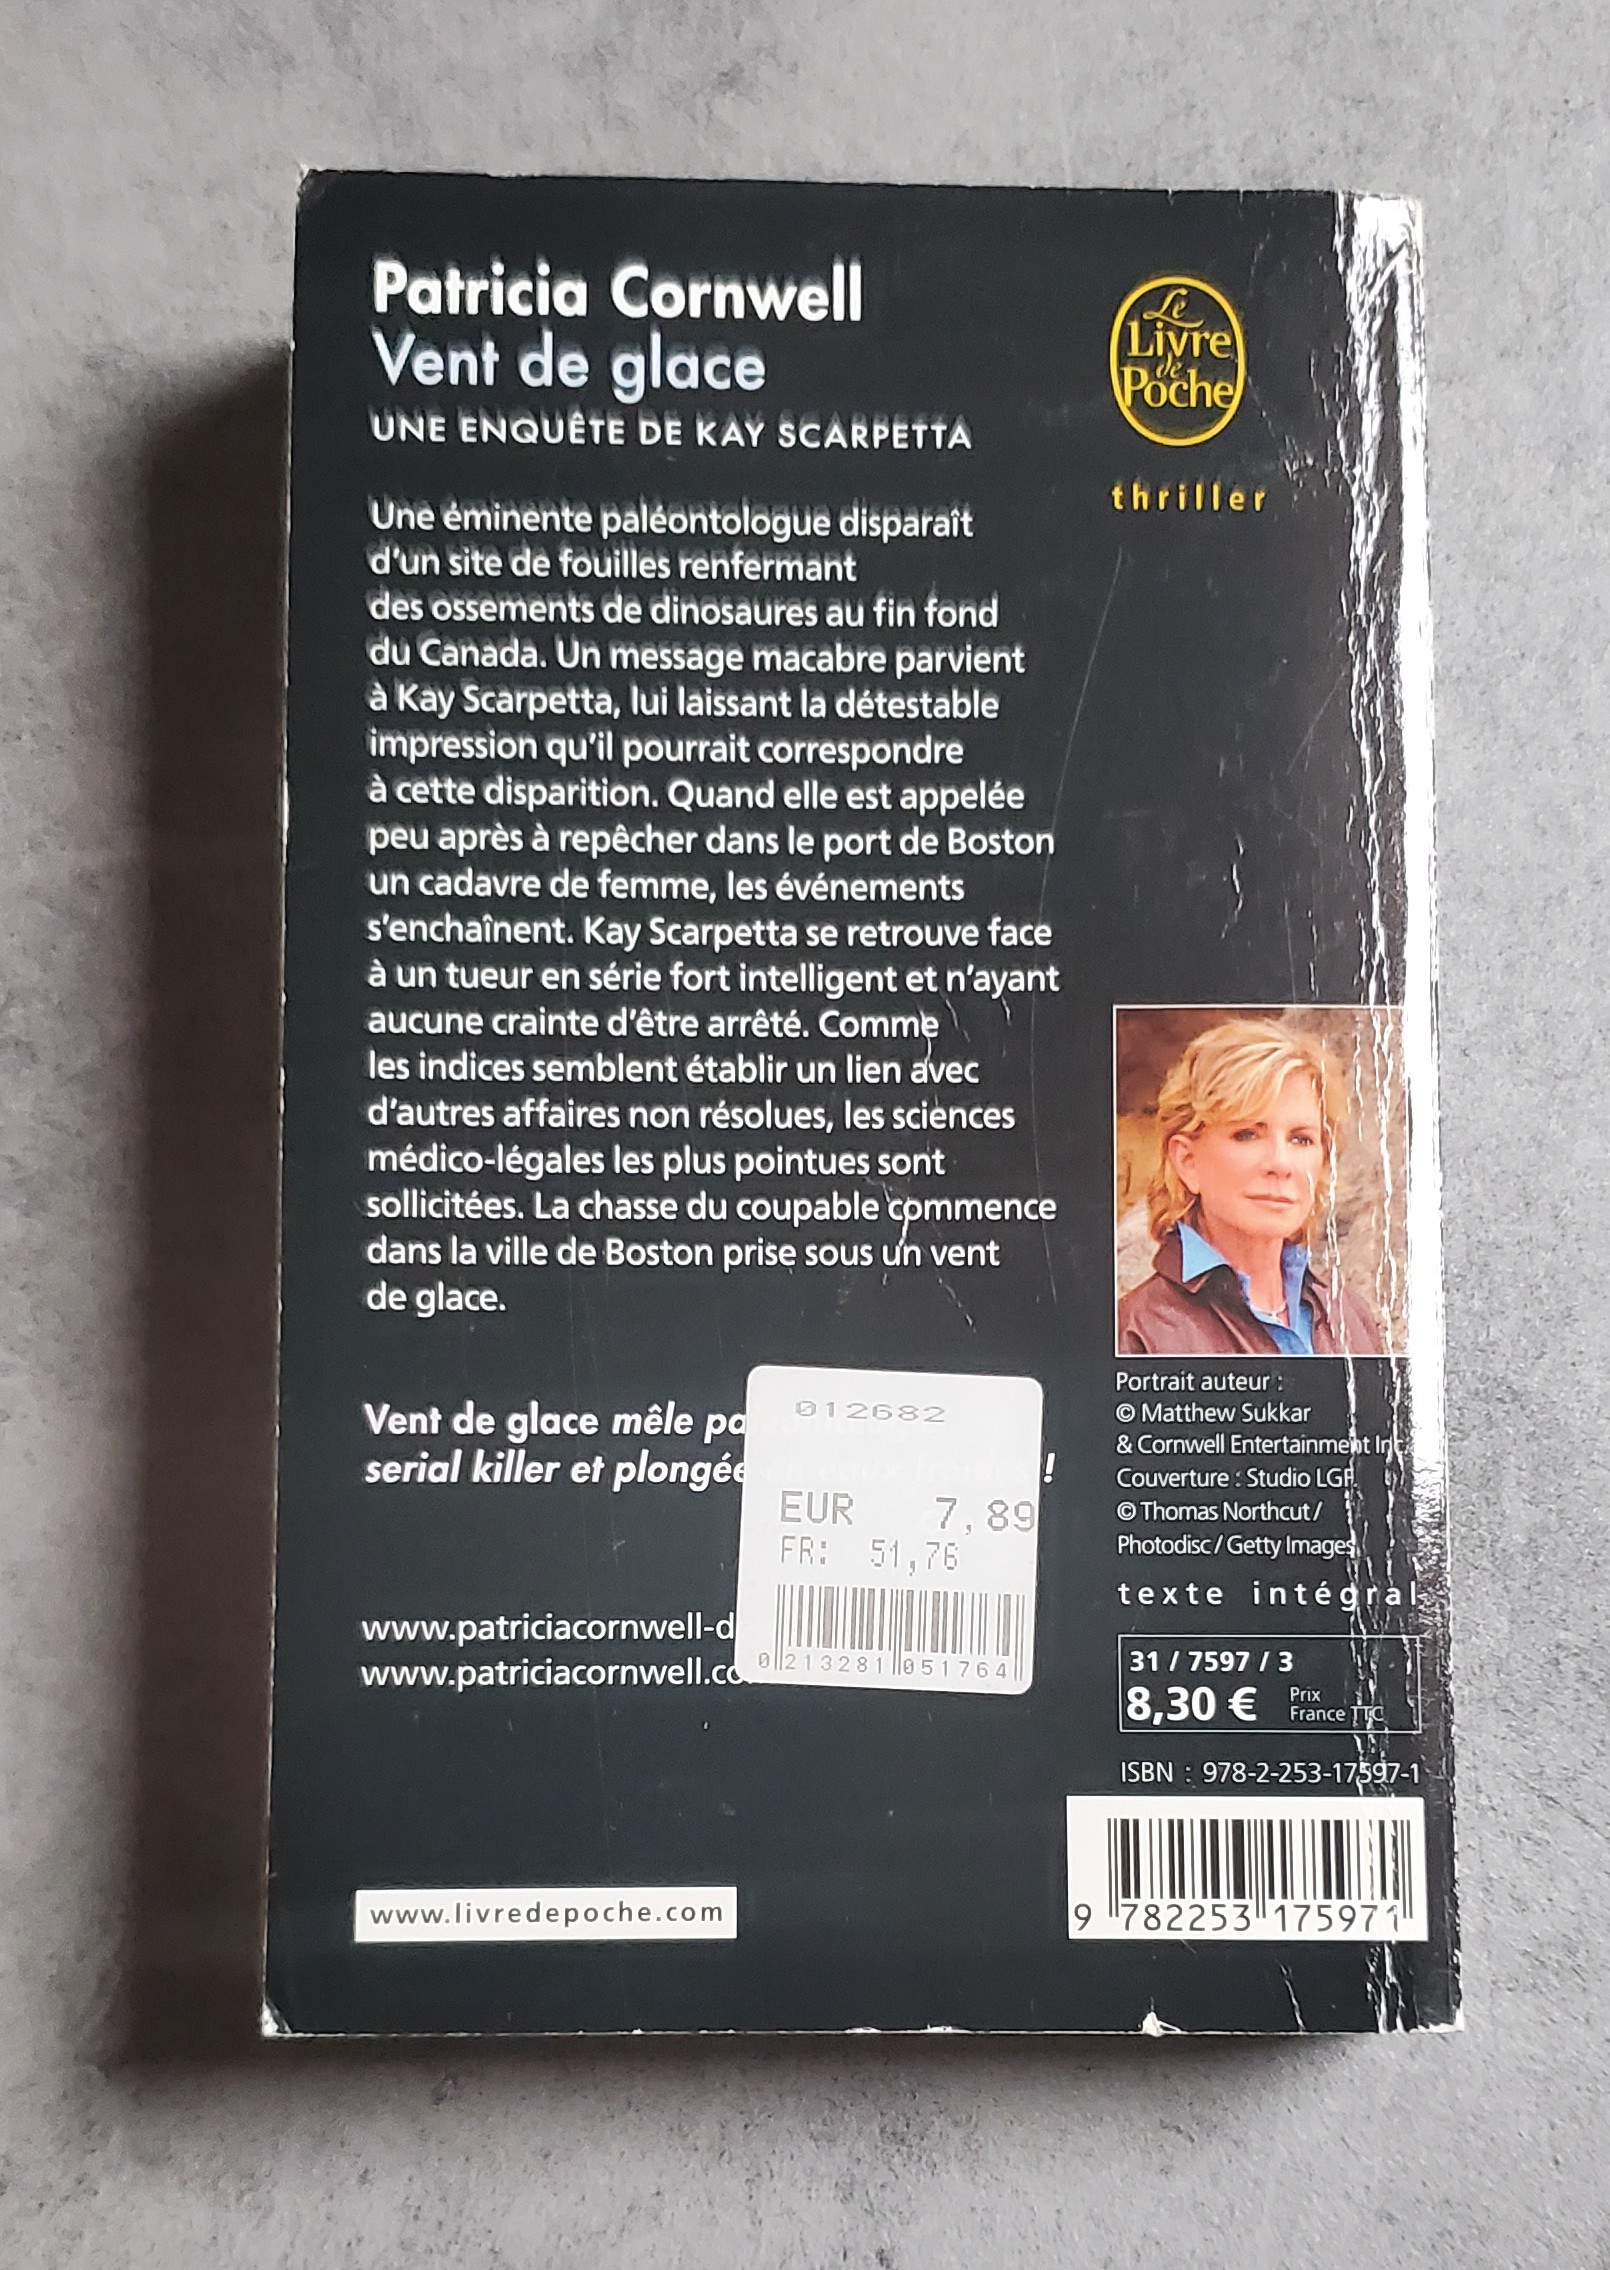 Patricia Cornwell
Vent de glace
UNE ENQUÊTE DE KAY SCARPETTA
Le
Livre
de
Poche
thriller
Une éminente paléontologue disparaît
d'un site de fouilles renfermant
des ossements de dinosaures au fin fond
du Canada. Un message macabre parvient
à Kay Scarpetta, lui laissant la détestable
impression qu'il pourrait correspondre
à cette disparition. Quand elle est appelée
peu après à repêcher dans le port de Boston
un cadavre de femme, les événements
s'enchaînent. Kay Scarpetta se retrouve face
à un tueur en série fort intelligent et n'ayant
aucune crainte d'être arrêté. Comme
les indices semblent établir un lien avec
d'autres affaires non résolues, les sciences
médico-légales les plus pointues sont
sollicitées. La chasse du coupable commence
dans la ville de Boston prise sous un vent
de glace.
Vent de glace mêle
serial killer et plongée !
www.patriciacornwell-d
www.patriciacornwell.co
012682
EUR 7,89
FR: 51,76
0 213281 051764
www.livredepoche.com
Portrait auteur :
© Matthew Sukkar
& Cornwell Entertainment Inc.
Couverture : Studio LGF.
© Thomas Northcut /
Photodisc / Getty Images.
texte intégral
31 / 7597 / 3
8,30 € Prix
France TTC
ISBN : 978-2-253-17597-1
9 782253 175971